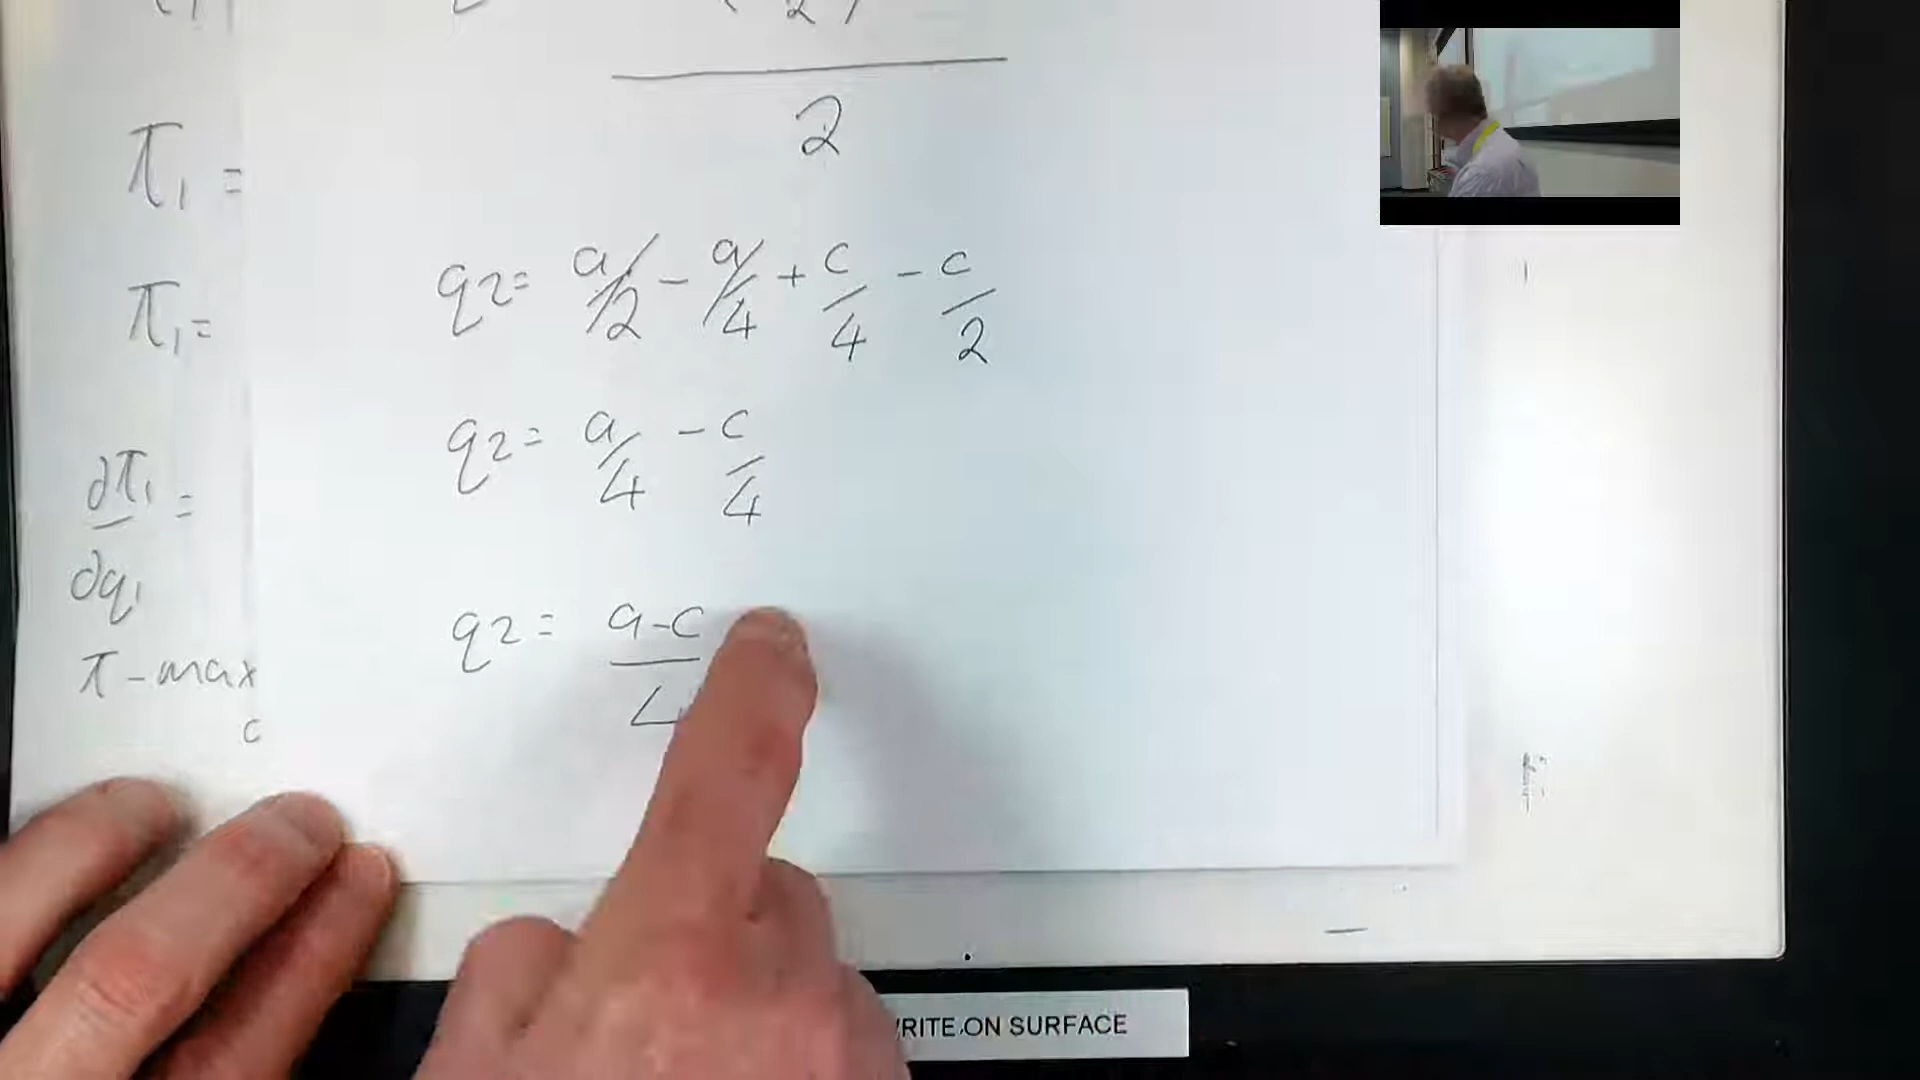 2
π₁ =
q2 = a/2 - a/4 + c/4 - c/2
π₁ =
q2 = a/4 - c/4
∂π₁ =
∂q₁
q2 = a-c
4
π - max
c
WRITE ON SURFACE